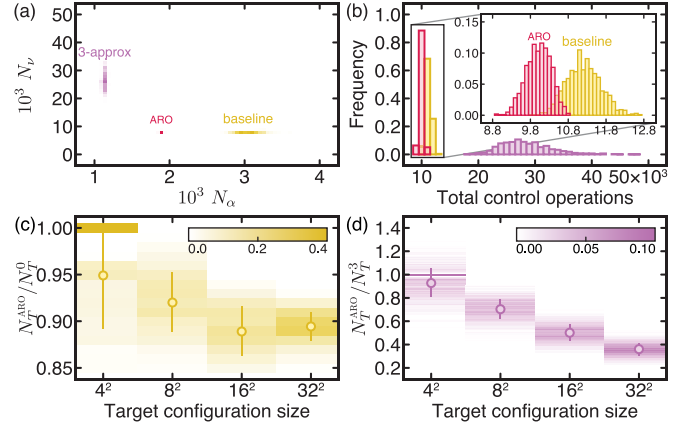 (a)
3-approx
ARO
baseline
10³ N_ν
50
40
30
20
10
0
1
2
3
4
10³ N_α
(b)
ARO
baseline
0.15
0.10
0.05
0.00
8.8 9.8 10.8 11.8 12.8
Frequency
1.0
0.8
0.6
0.4
0.2
0.0
10 20 30 40 50×10³
Total control operations
(c)
0.0 0.2 0.4
N_T^ARO/N_T^0
1.00
0.95
0.90
0.85
4² 8² 16² 32²
Target configuration size
(d)
0.00 0.05 0.10
N_T^ARO/N_T^3
1.4
1.2
1.0
0.8
0.6
0.4
0.2
4² 8² 16² 32²
Target configuration size